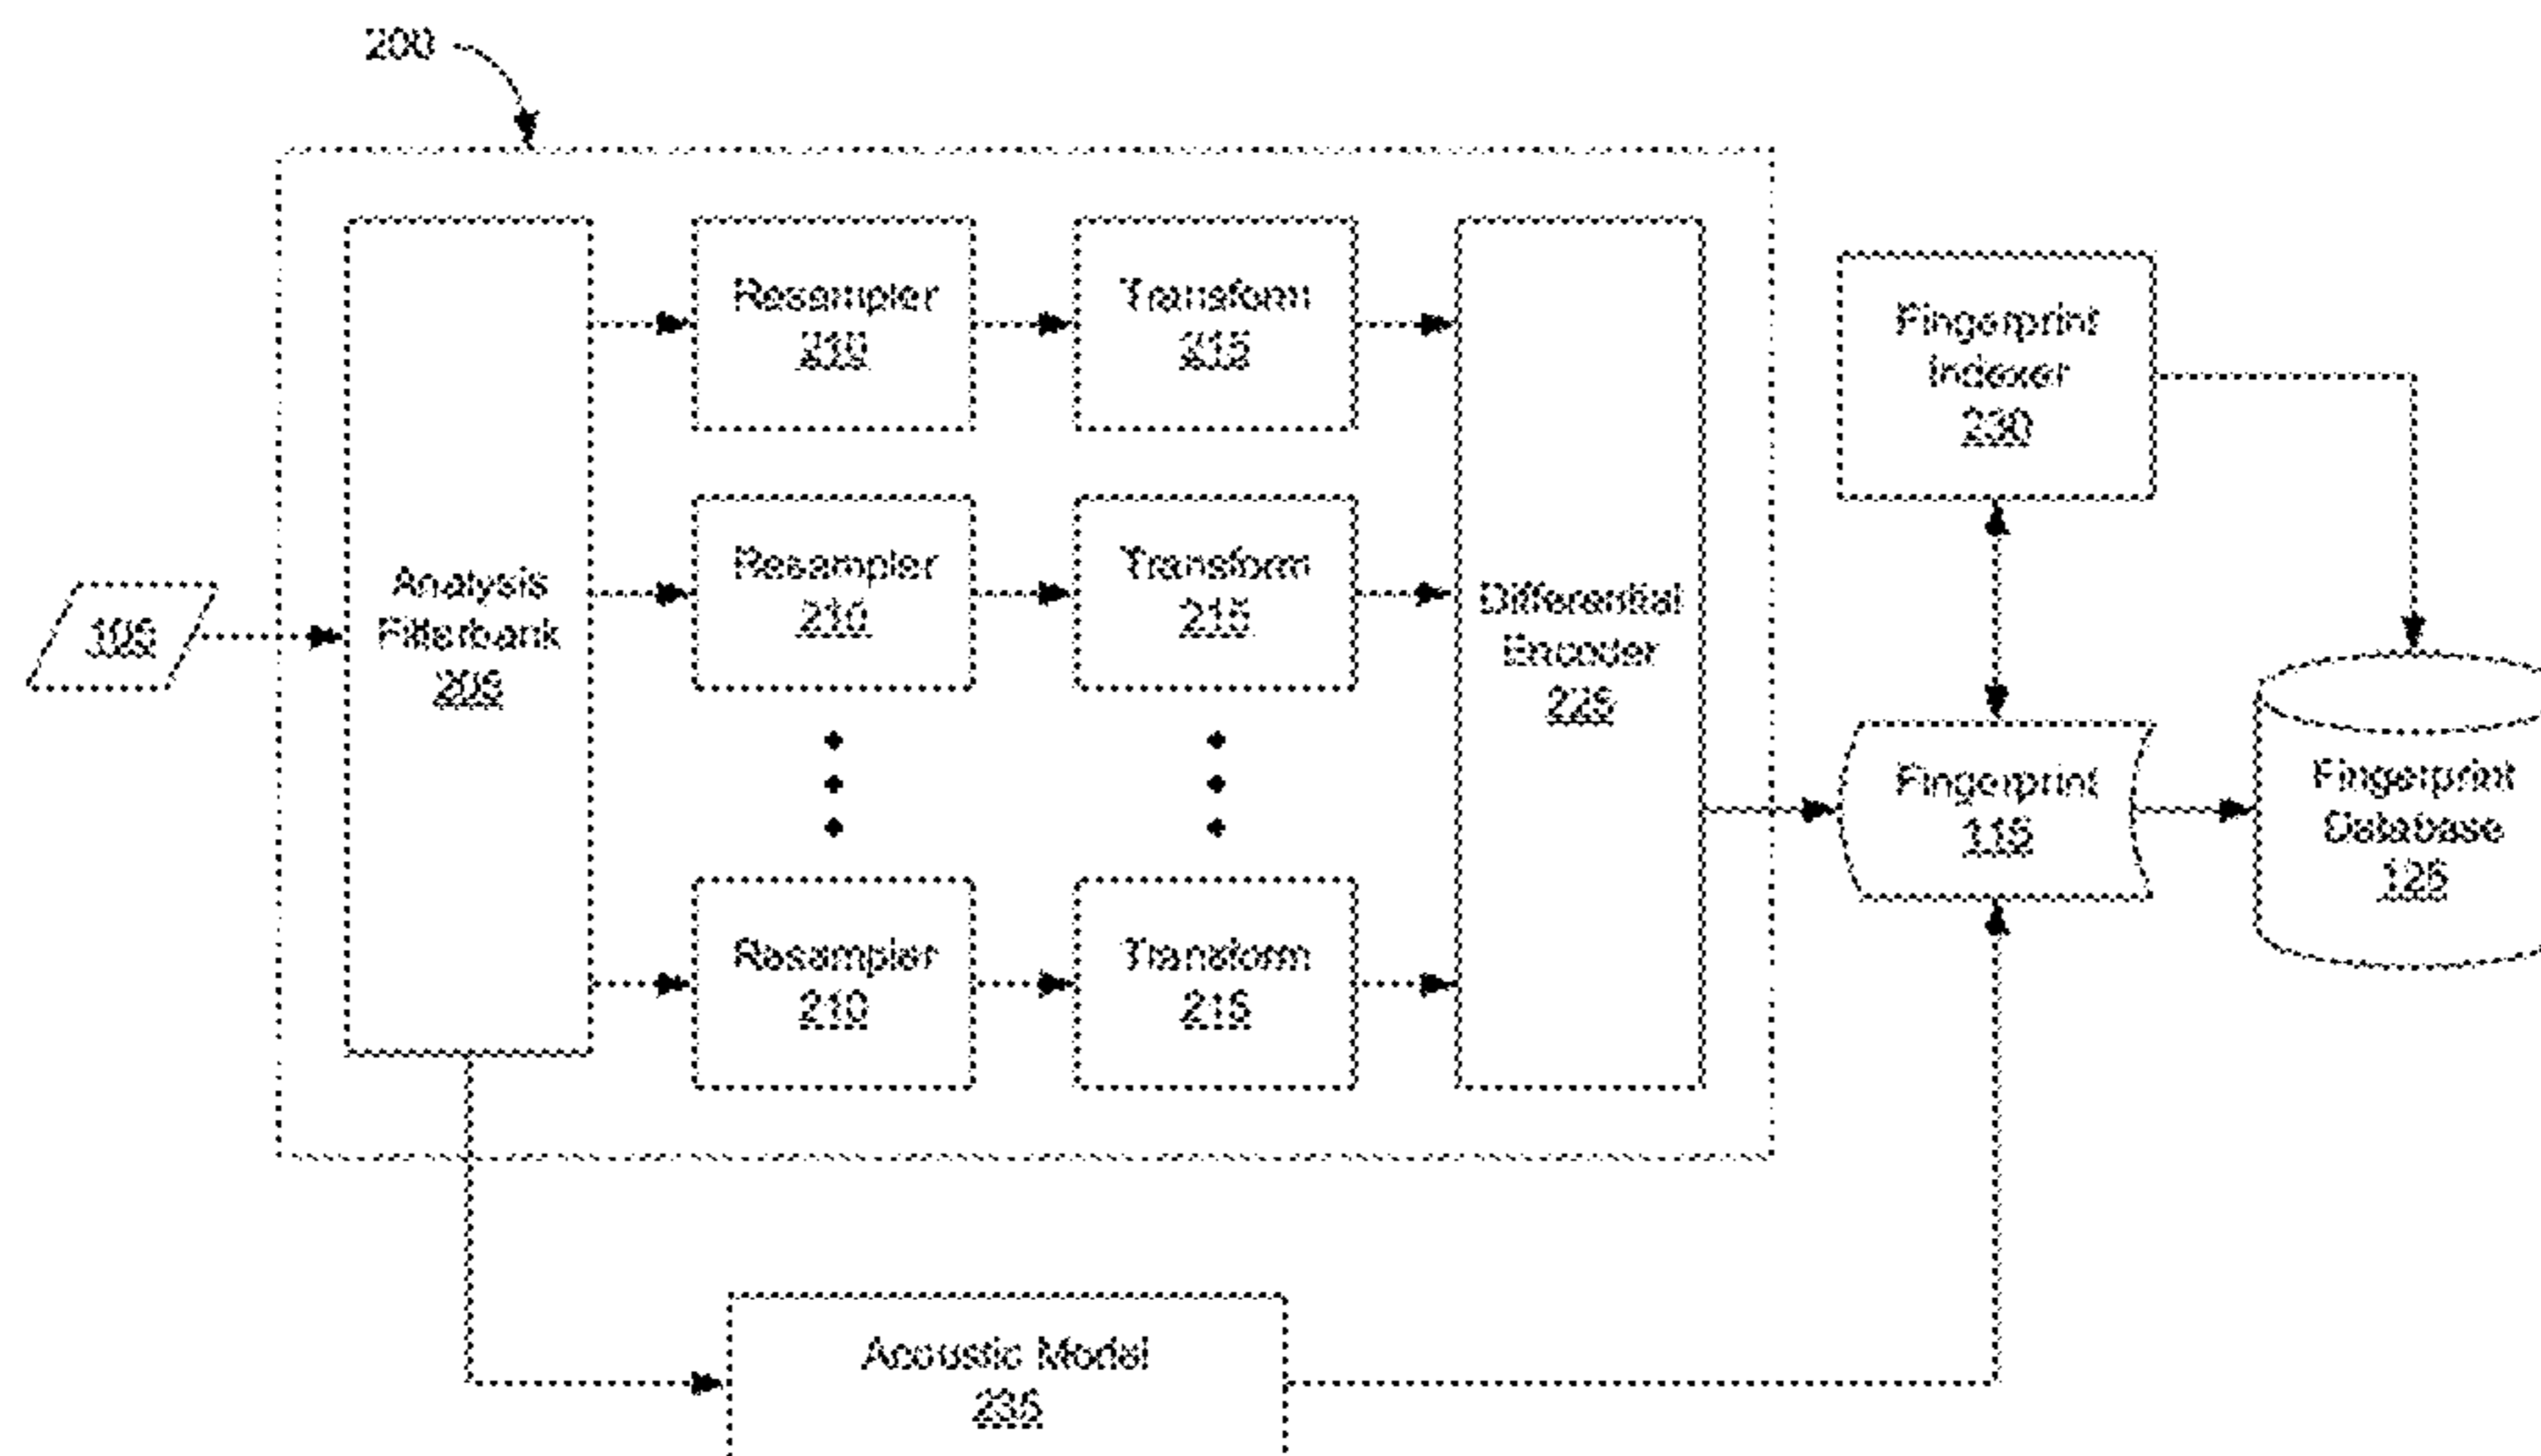 200
Resampler
210
Transform
215
Fingerprint
Indexer
230
Resampler
210
Transform
215
Analysis
Filterbank
205
105
Differential
Encoder
225
Fingerprint
115
Fingerprint
Database
125
Resampler
210
Transform
215
Acoustic Model
235